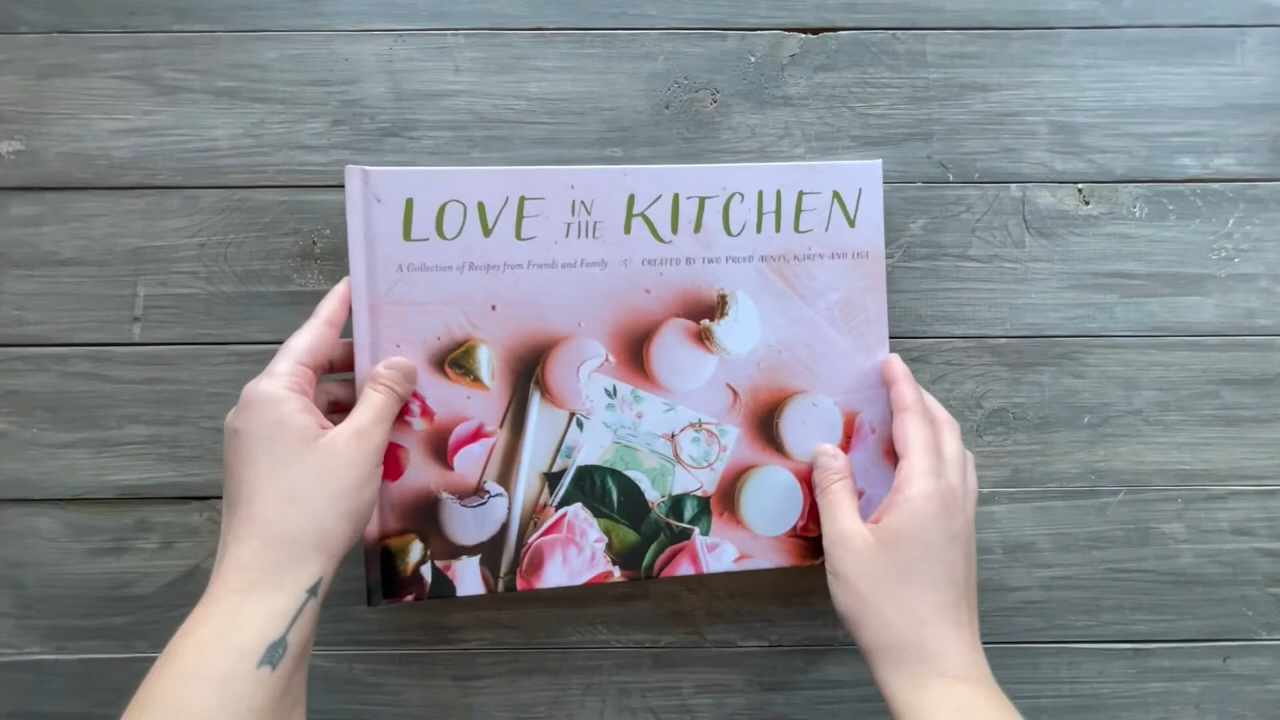 LOVE IN THE KITCHEN
A Collection of Recipes from Friends and Family CREATED BY TWO PROUD AUNTS, KAREN AND LISA